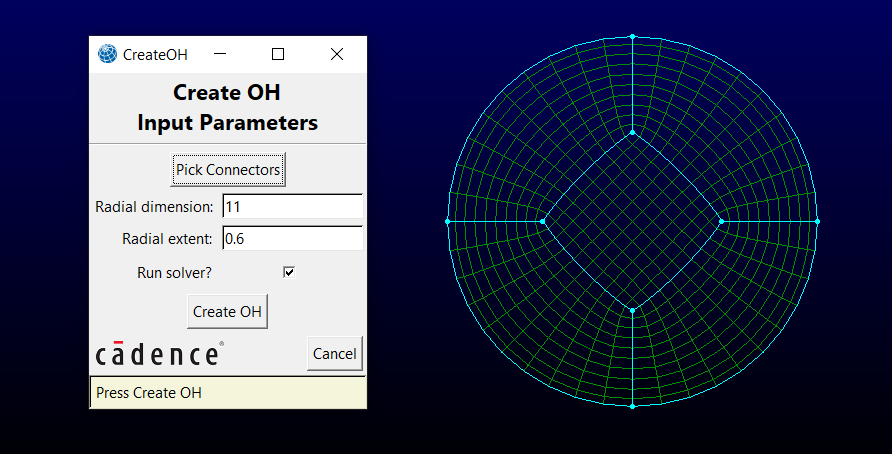 CreateOH
Create OH
Input Parameters
Pick Connectors
Radial dimension: 11
Radial extent: 0.6
Run solver?
Create OH
cādence®
Cancel
Press Create OH